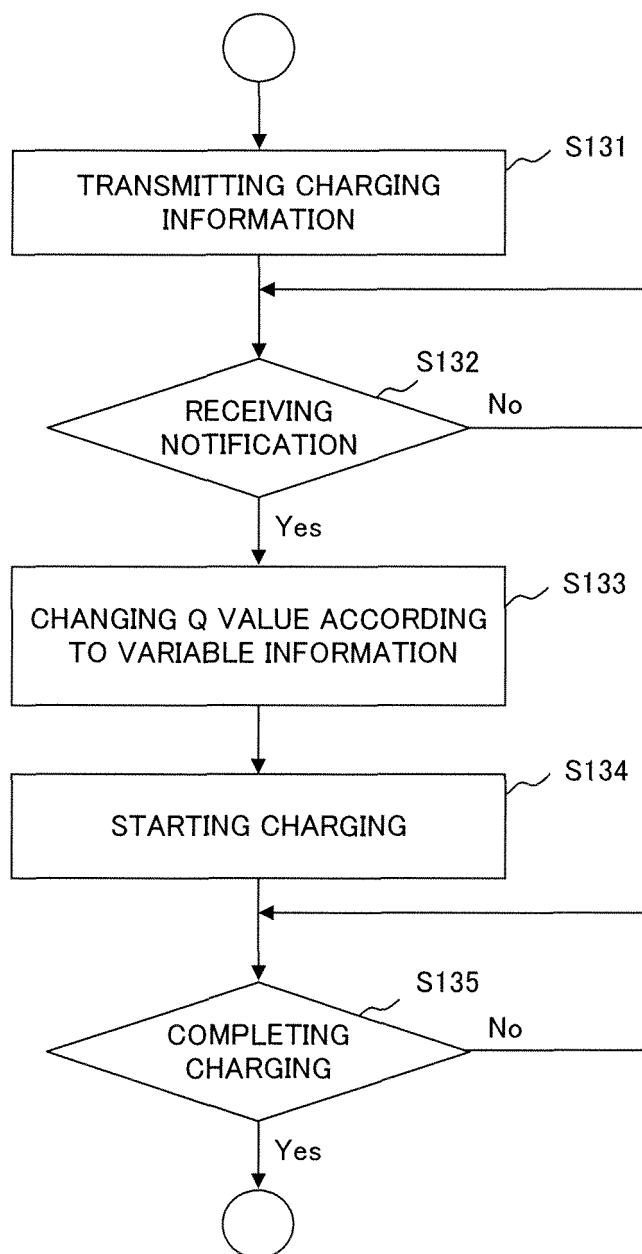 S131
TRANSMITTING CHARGING
INFORMATION
S132
RECEIVING
NOTIFICATION
No
Yes
S133
CHANGING Q VALUE ACCORDING
TO VARIABLE INFORMATION
S134
STARTING CHARGING
S135
COMPLETING
CHARGING
No
Yes